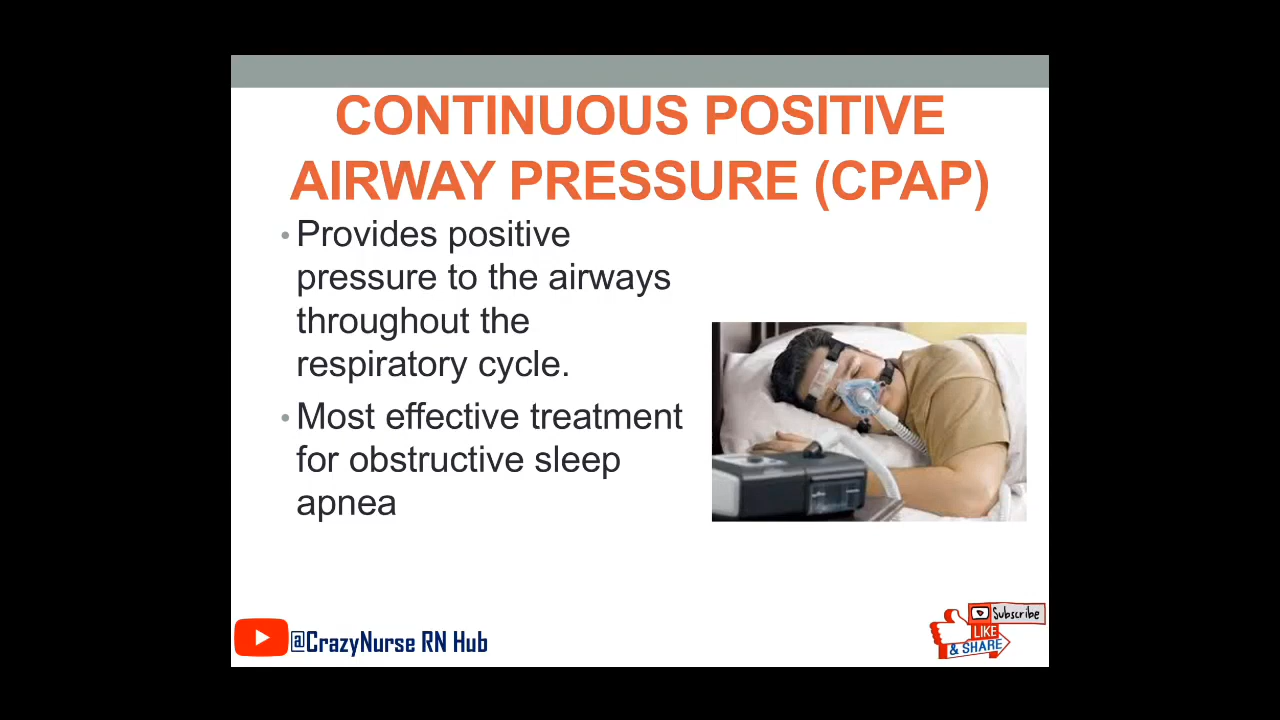 CONTINUOUS POSITIVE
AIRWAY PRESSURE (CPAP)
• Provides positive
pressure to the airways
throughout the
respiratory cycle.
• Most effective treatment
for obstructive sleep
apnea
@CrazyNurse RN Hub
Subscribe
LIKE
& SHARE